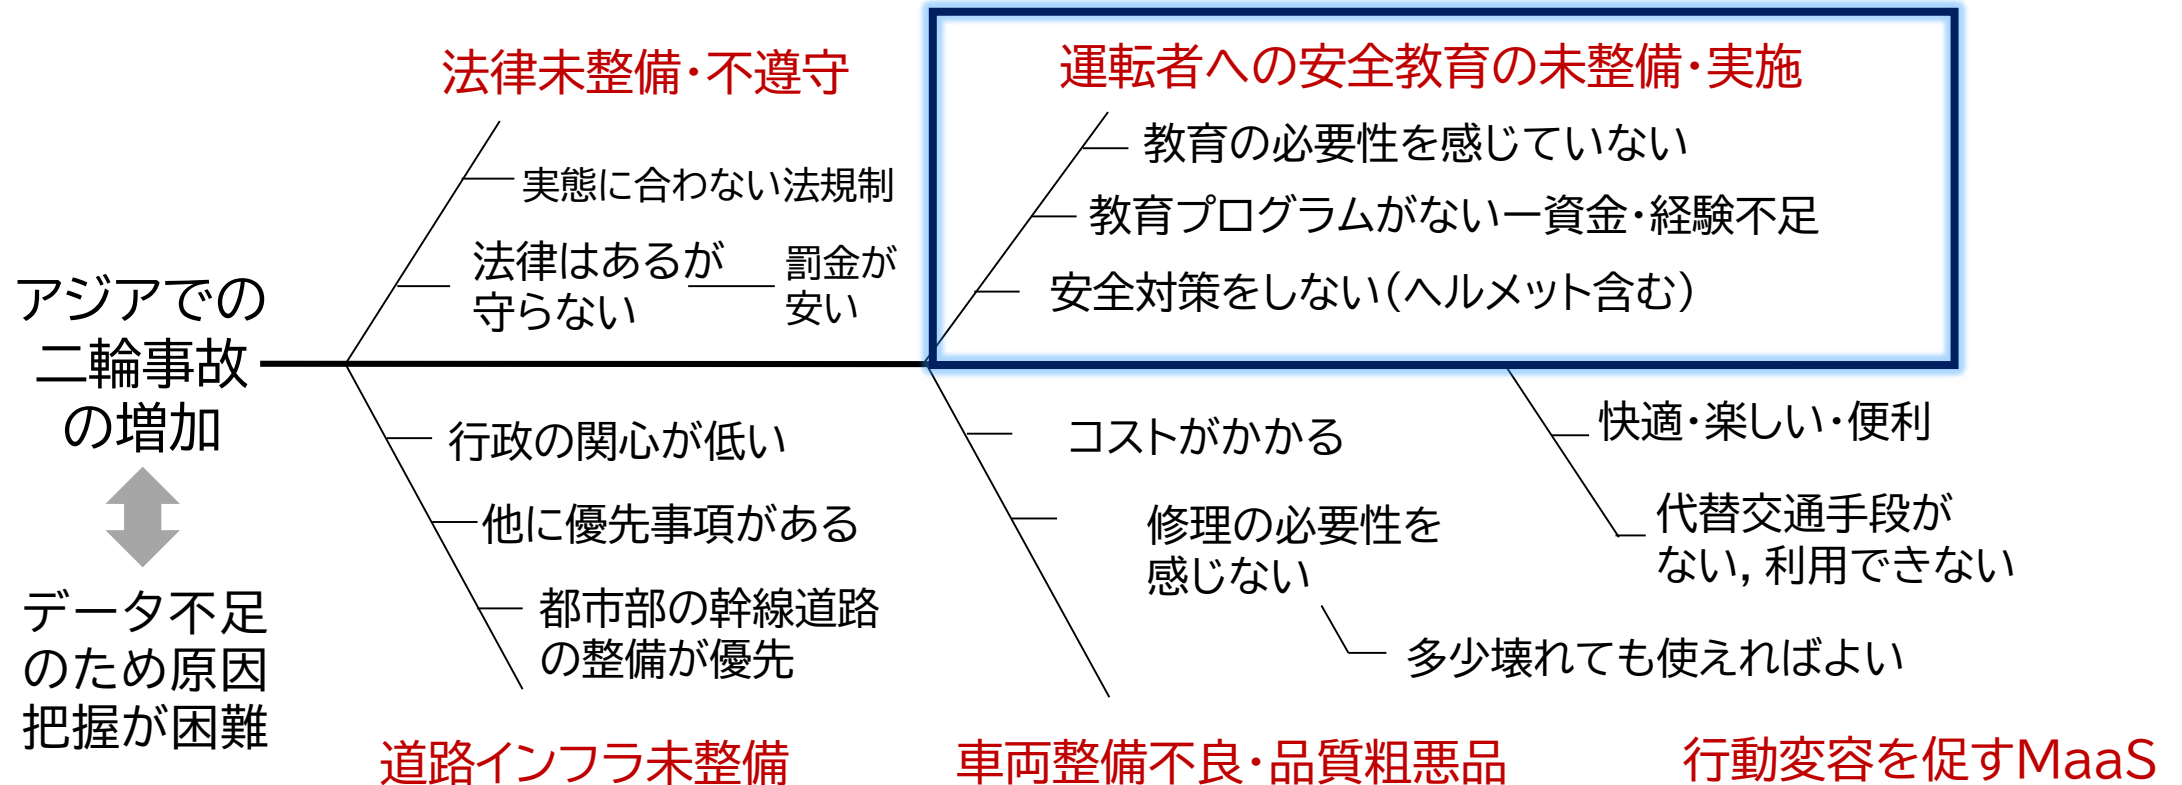 法律未整備・不遵守
実態に合わない法規制
法律はあるが
守らない
罰金が
安い
運転者への安全教育の未整備・実施
教育の必要性を感じていない
教育プログラムがないー資金・経験不足
安全対策をしない（ヘルメット含む）
アジアでの
二輪事故
の増加
データ不足
のため原因
把握が困難
行政の関心が低い
他に優先事項がある
都市部の幹線道路
の整備が優先
道路インフラ未整備
コストがかかる
修理の必要性を
感じない
多少壊れても使えればよい
車両整備不良・品質粗悪品
快適・楽しい・便利
代替交通手段が
ない, 利用できない
行動変容を促すMaaS